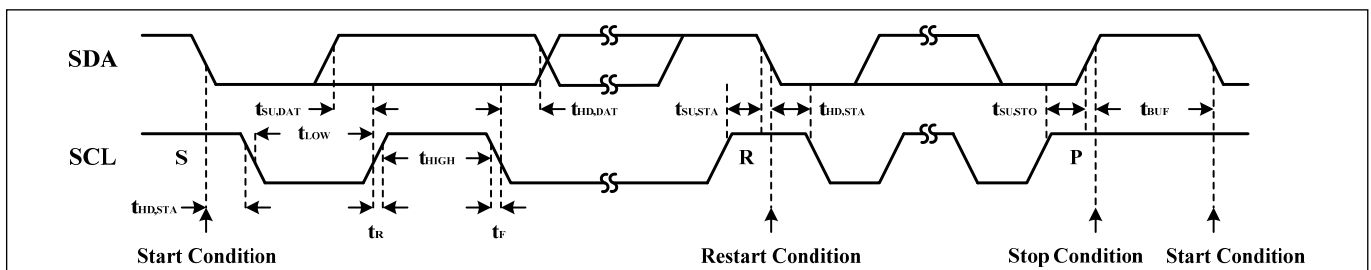 SDA
tSU,DAT
tHD,DAT
tSU,STA
tHD,STA
tSU,STO
tBUF
tLOW
SCL
S
tHIGH
R
P
tHD,STA
tR
tF
Start Condition
Restart Condition
Stop Condition
Start Condition